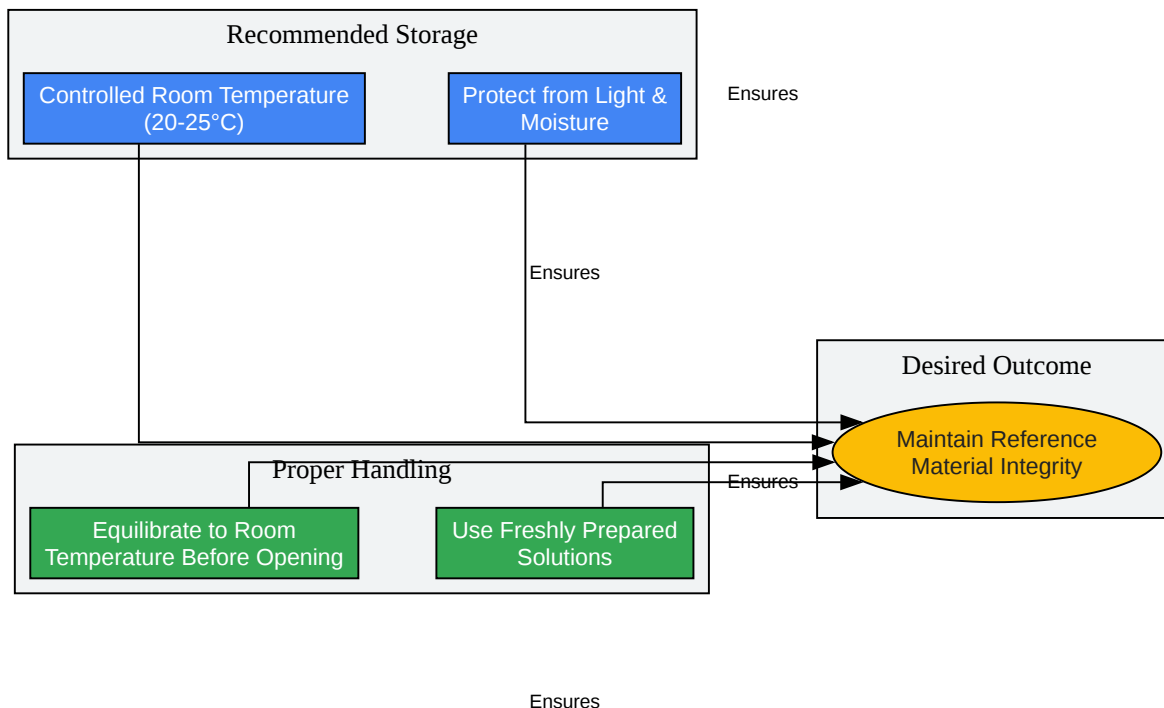 Recommended Storage
Controlled Room Temperature
(20-25°C)
Protect from Light &
Moisture
Ensures
Ensures
Desired Outcome
Maintain Reference
Material Integrity
Proper Handling
Ensures
Equilibrate to Room
Temperature Before Opening
Use Freshly Prepared
Solutions
Ensures